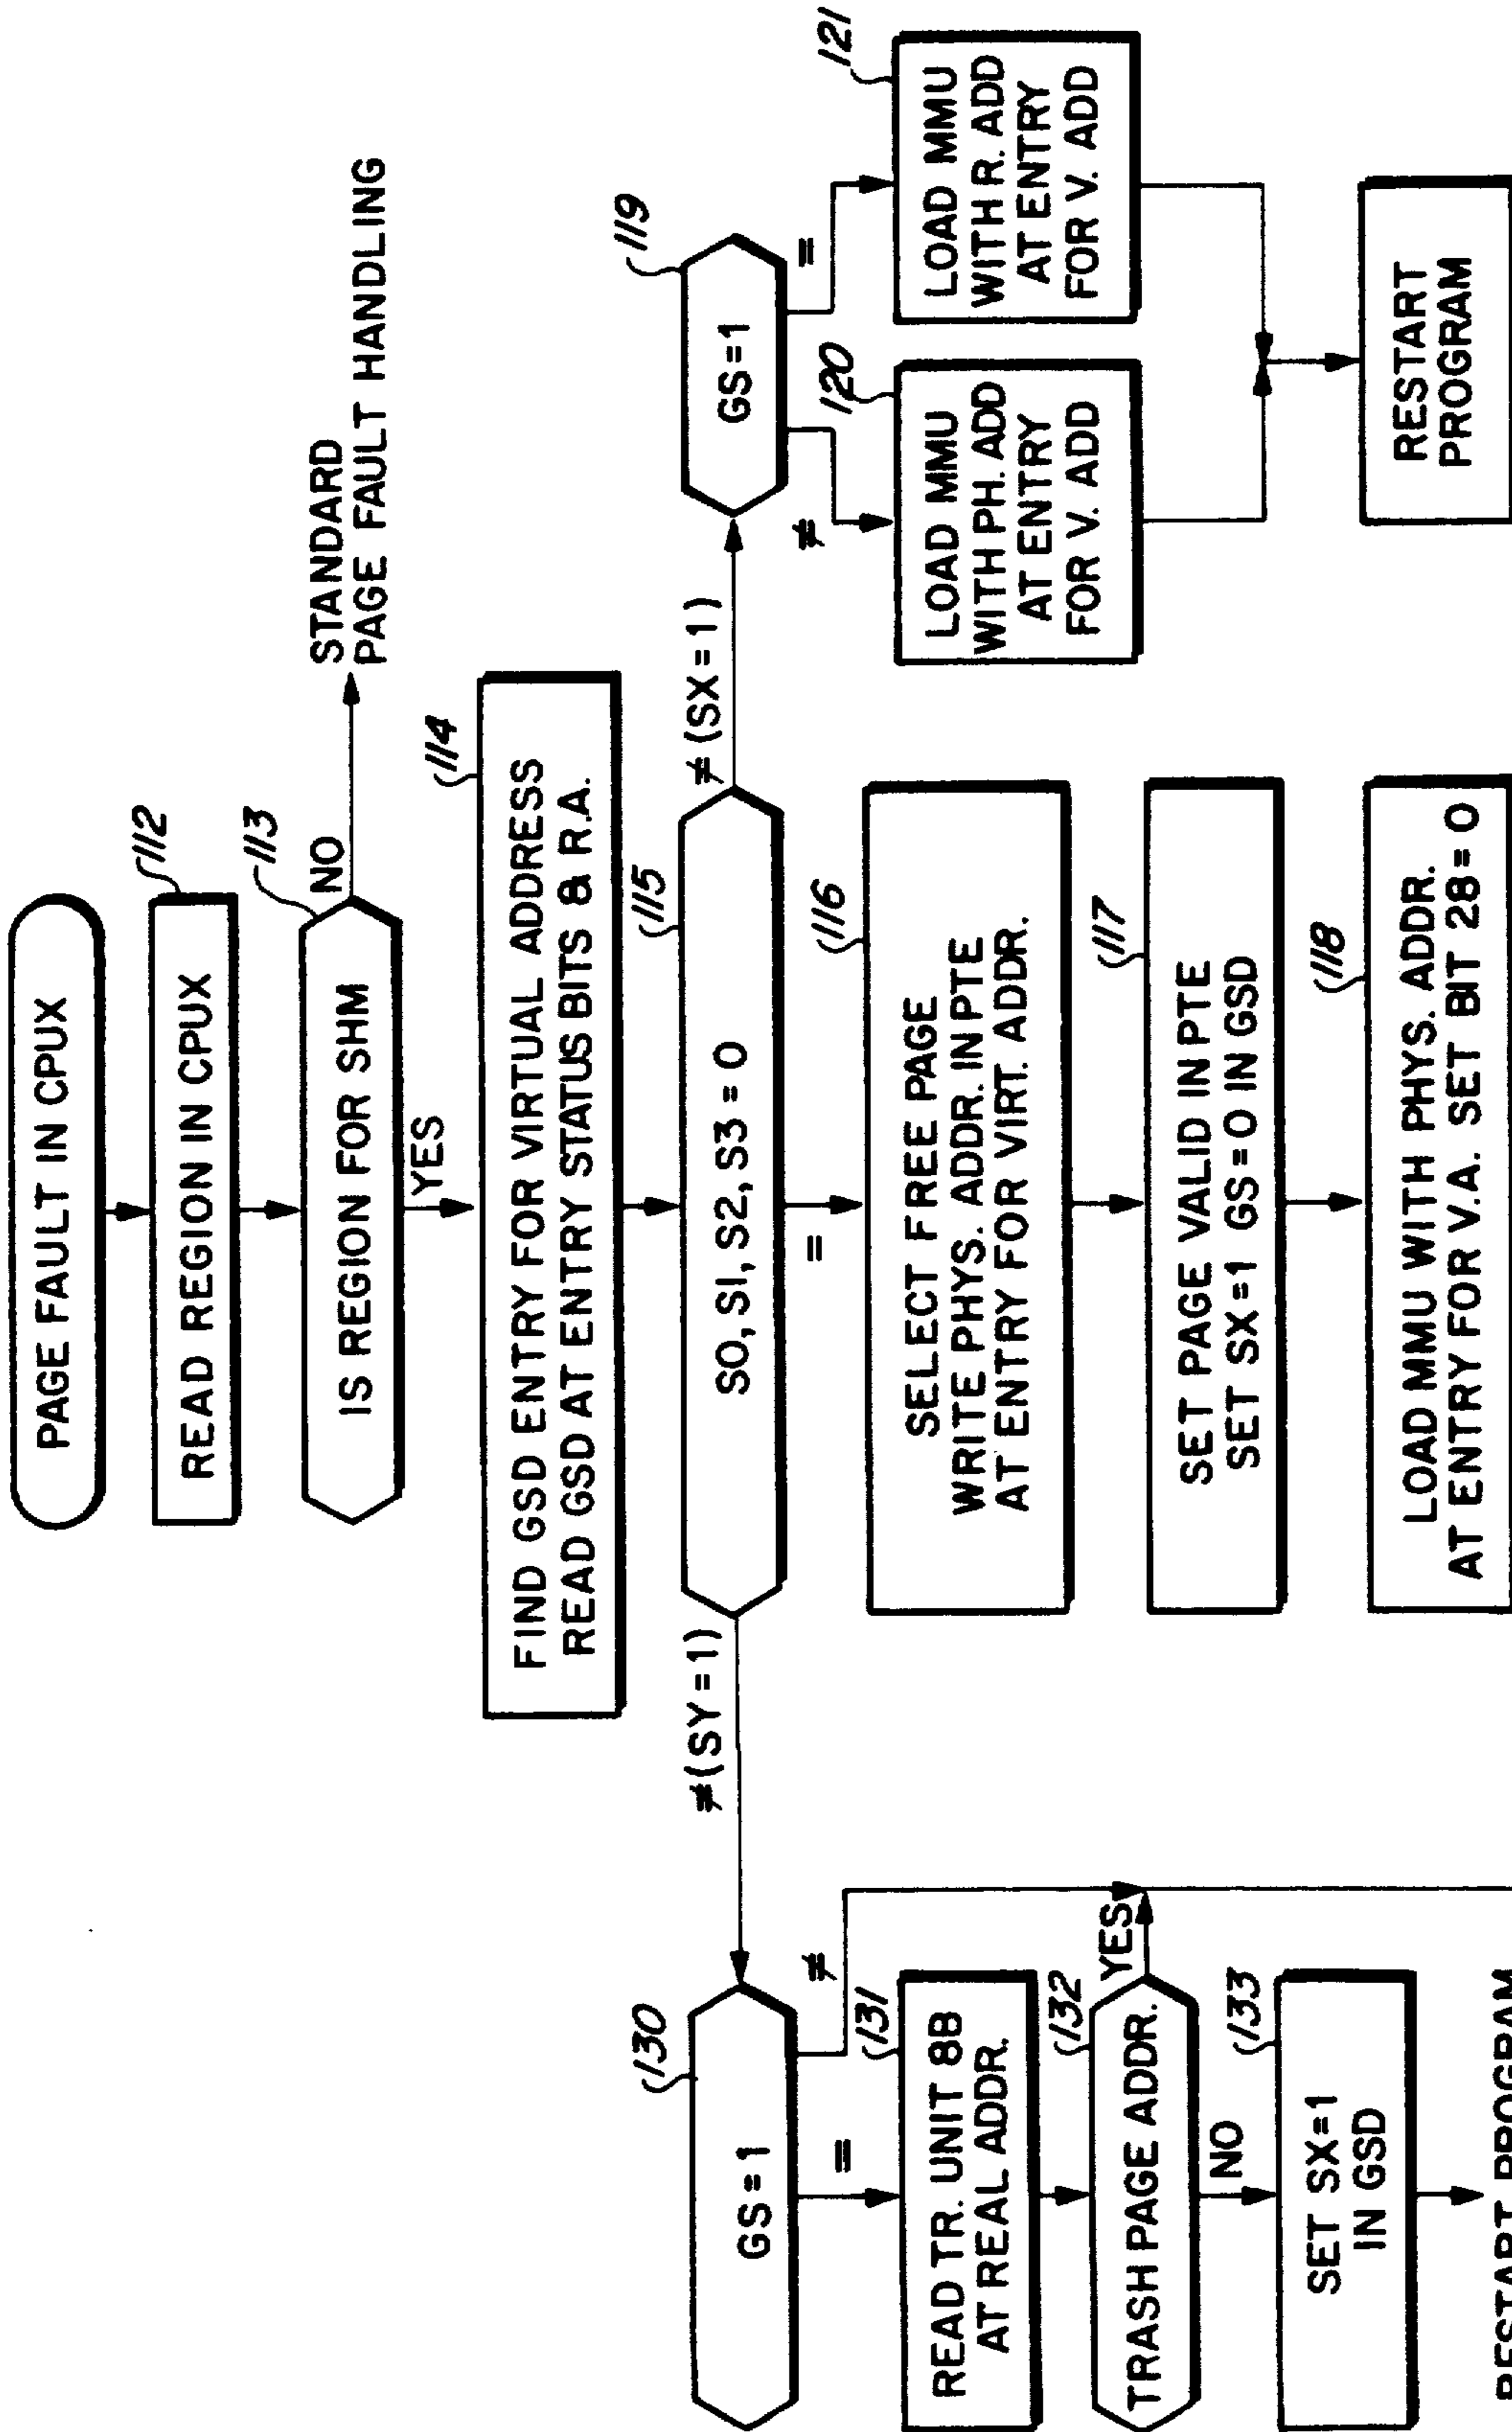 PAGE FAULT IN CPUX
112
READ REGION IN CPUX
113
IS REGION FOR SHM
NO
STANDARD
PAGE FAULT HANDLING
YES
114
FIND GSD ENTRY FOR VIRTUAL ADDRESS
READ GSD AT ENTRY STATUS BITS & R.A.
115
S0, S1, S2, S3 = 0
≠(SY = 1)
≠ (SX = 1)
=
116
SELECT FREE PAGE
WRITE PHYS. ADDR. IN PTE
AT ENTRY FOR VIRT. ADDR.
117
SET PAGE VALID IN PTE
SET SX=1 GS=0 IN GSD
118
LOAD MMU WITH PHYS. ADDR.
AT ENTRY FOR V.A. SET BIT 28=0
119
GS=1
≠
=
120
LOAD MMU
WITH PH. ADD
AT ENTRY
FOR V. ADD
121
LOAD MMU
WITH R. ADD
AT ENTRY
FOR V. ADD
RESTART
PROGRAM
130
GS=1
=
≠
131
READ TR. UNIT 8B
AT REAL ADDR.
132
TRASH PAGE ADDR.
YES
NO
133
SET SX=1
IN GSD
RESTART PROGRAM